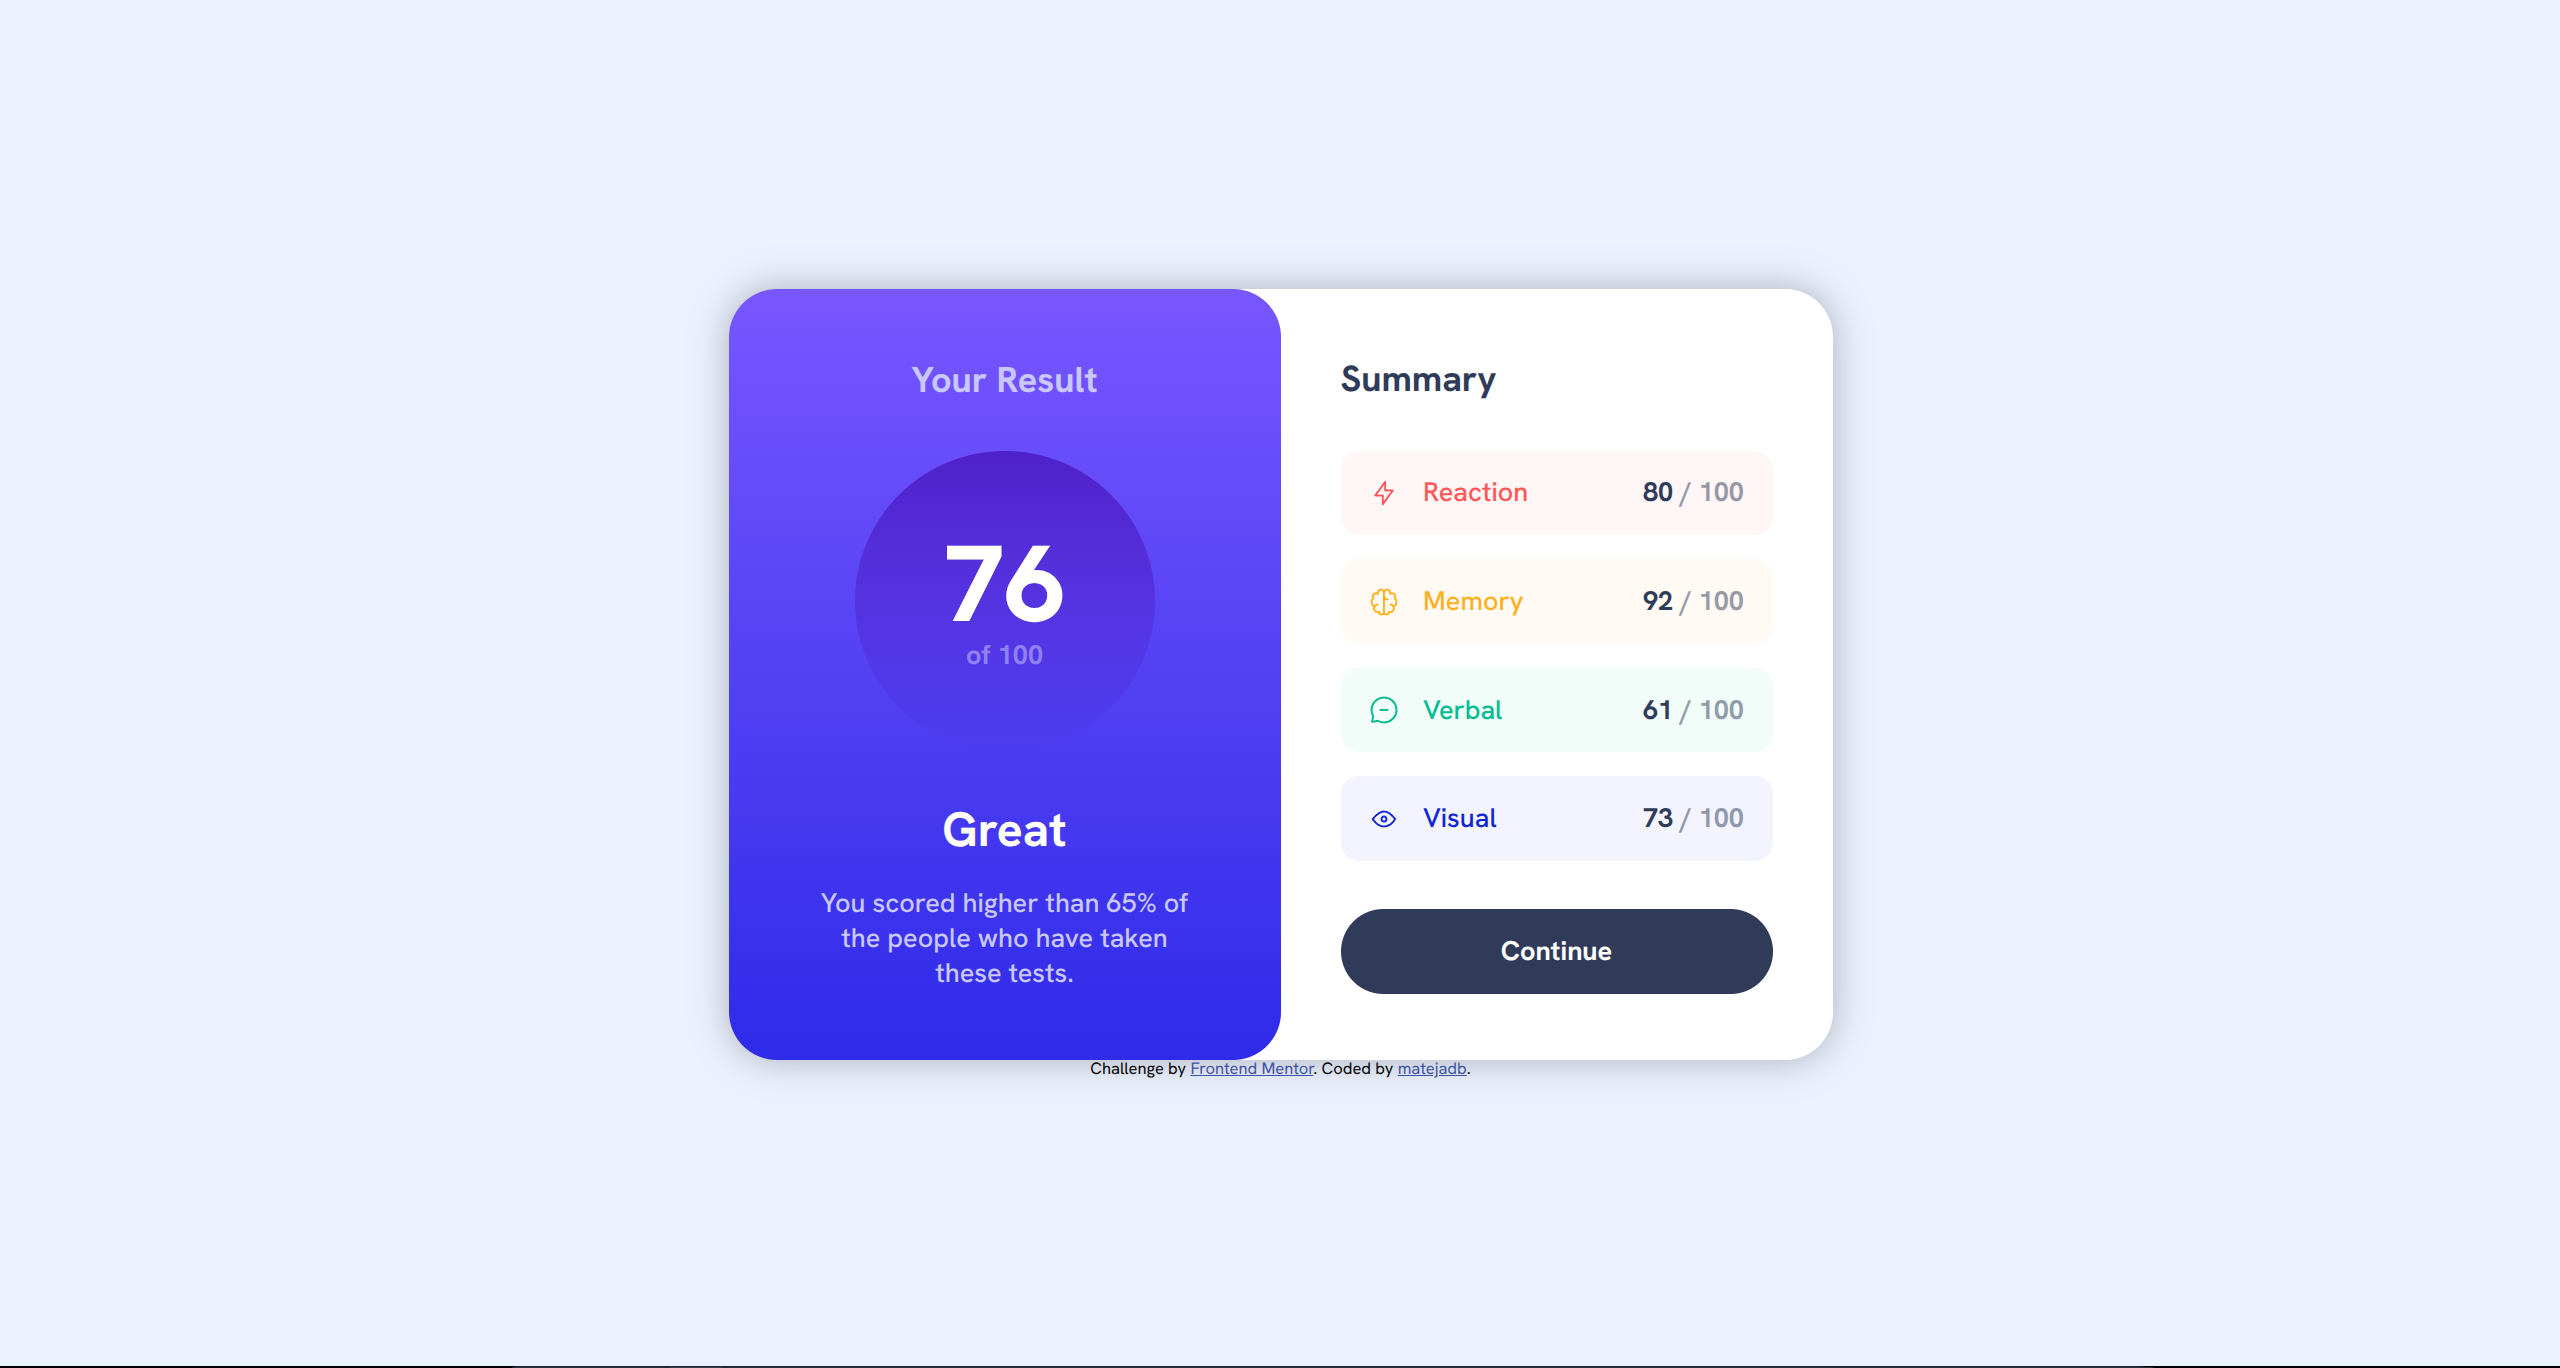 Your Result
76
of 100
Great
You scored higher than 65% of
the people who have taken
these tests.
Summary
Reaction 80 / 100
Memory 92 / 100
Verbal 61 / 100
Visual 73 / 100
Continue
Challenge by Frontend Mentor. Coded by matejadb.